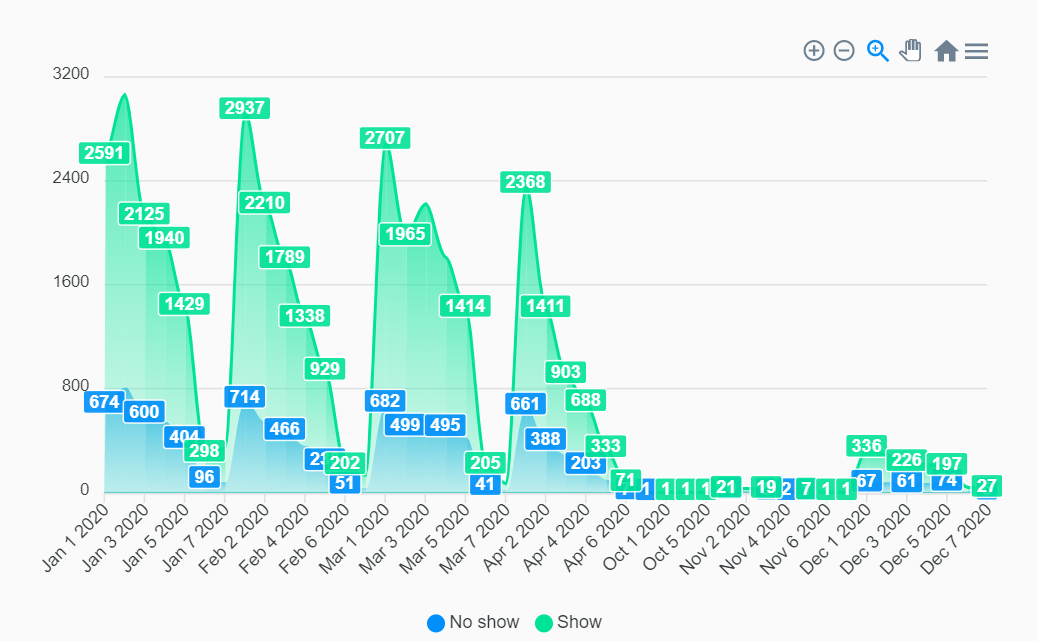 3200
2400
1600
800
0
2591
2125
1940
1429
298
2937
2210
1789
1338
929
202
2707
1965
1414
205
2368
1411
903
688
333
71
1
1
1
21
19
7
1
1
336
226
197
27
674
600
404
96
714
466
51
682
499
495
41
661
388
203
1
2
67
61
74
Jan 1 2020
Jan 3 2020
Jan 5 2020
Jan 7 2020
Feb 2 2020
Feb 4 2020
Feb 6 2020
Mar 1 2020
Mar 3 2020
Mar 5 2020
Mar 7 2020
Apr 2 2020
Apr 4 2020
Apr 6 2020
Oct 1 2020
Oct 5 2020
Nov 2 2020
Nov 4 2020
Nov 6 2020
Dec 1 2020
Dec 3 2020
Dec 5 2020
Dec 7 2020
No show Show